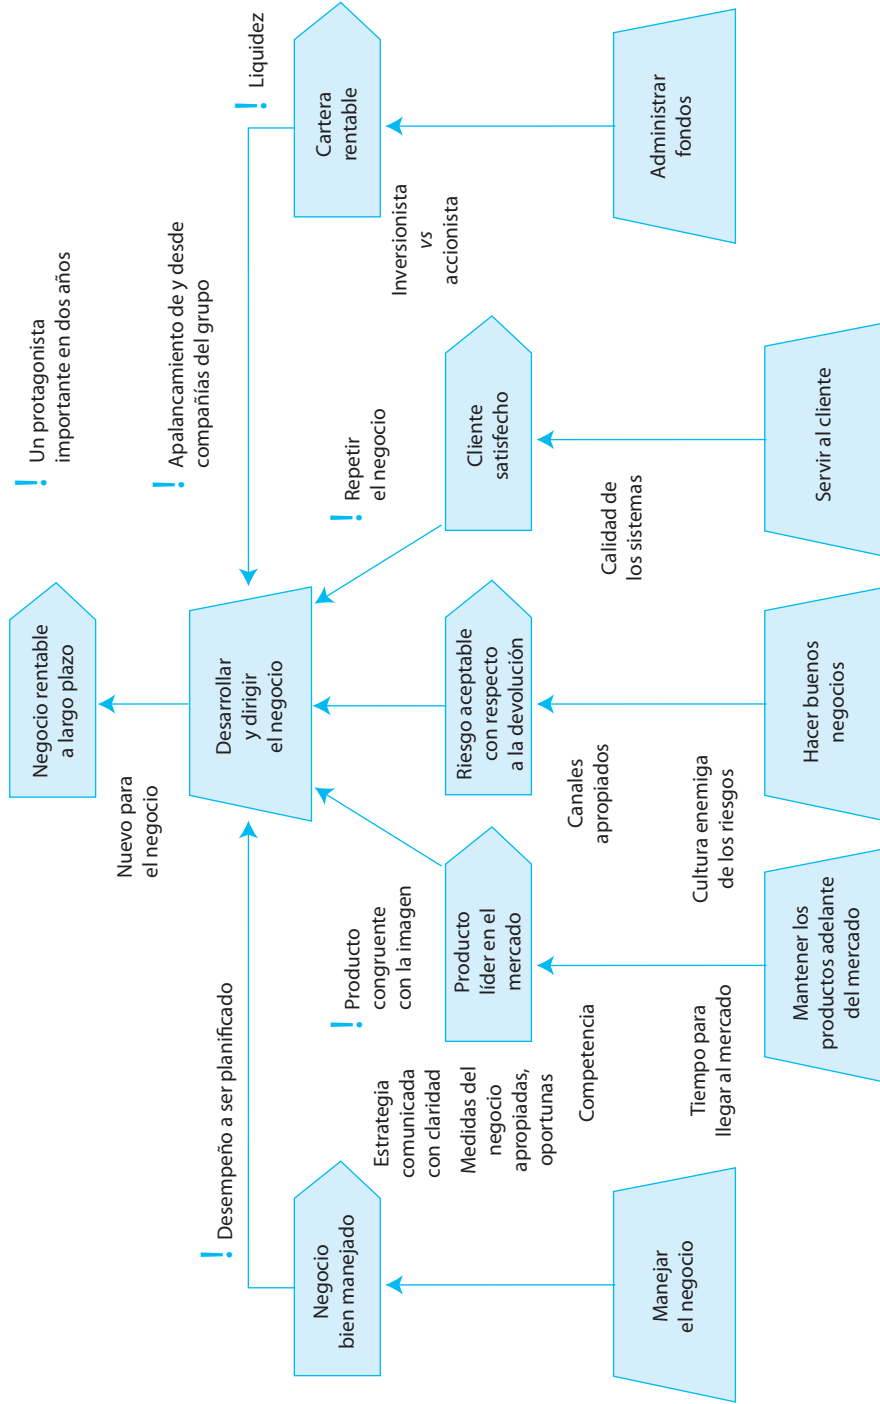 Negocio rentable
a largo plazo
Un protagonista
importante en dos años
Nuevo para
el negocio
Apalancamiento de y desde
compañías del grupo
Desempeño a ser planificado
Desarrollar
y dirigir
el negocio
Liquidez
Negocio
bien manejado
Producto
congruente
con la imagen
Repetir
el negocio
Cartera
rentable
Estrategia
comunicada
con claridad
Medidas del
negocio
apropiadas,
oportunas
Producto
líder en el
mercado
Riesgo aceptable
con respecto
a la devolución
Cliente
satisfecho
Inversionista
vs
accionista
Competencia
Canales
apropiados
Calidad de
los sistemas
Manejar
el negocio
Tiempo para
llegar al mercado
Cultura enemiga
de los riesgos
Administrar
fondos
Mantener los
productos adelante
del mercado
Hacer buenos
negocios
Servir al cliente